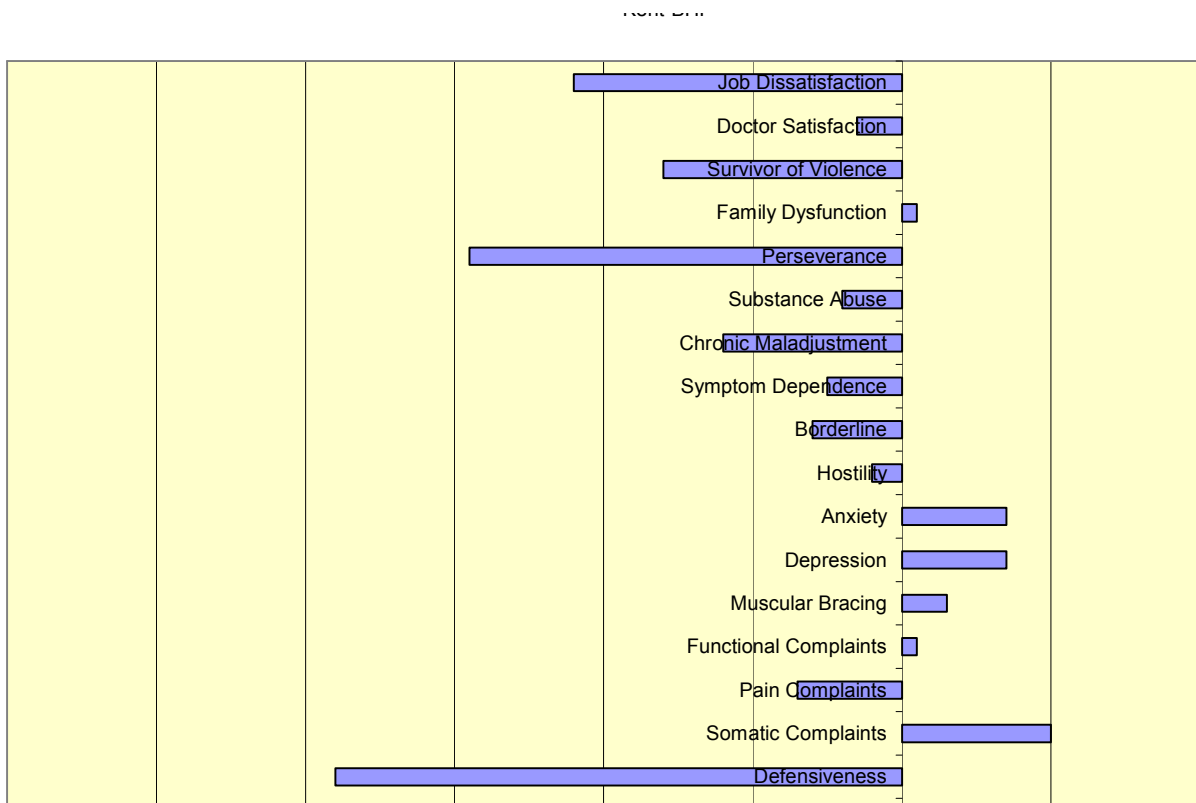 Job Dissatisfaction
Doctor Satisfaction
Survivor of Violence
Family Dysfunction
Perseverance
Substance Abuse
Chronic Maladjustment
Symptom Dependence
Borderline
Hostility
Anxiety
Depression
Muscular Bracing
Functional Complaints
Pain Complaints
Somatic Complaints
Defensiveness